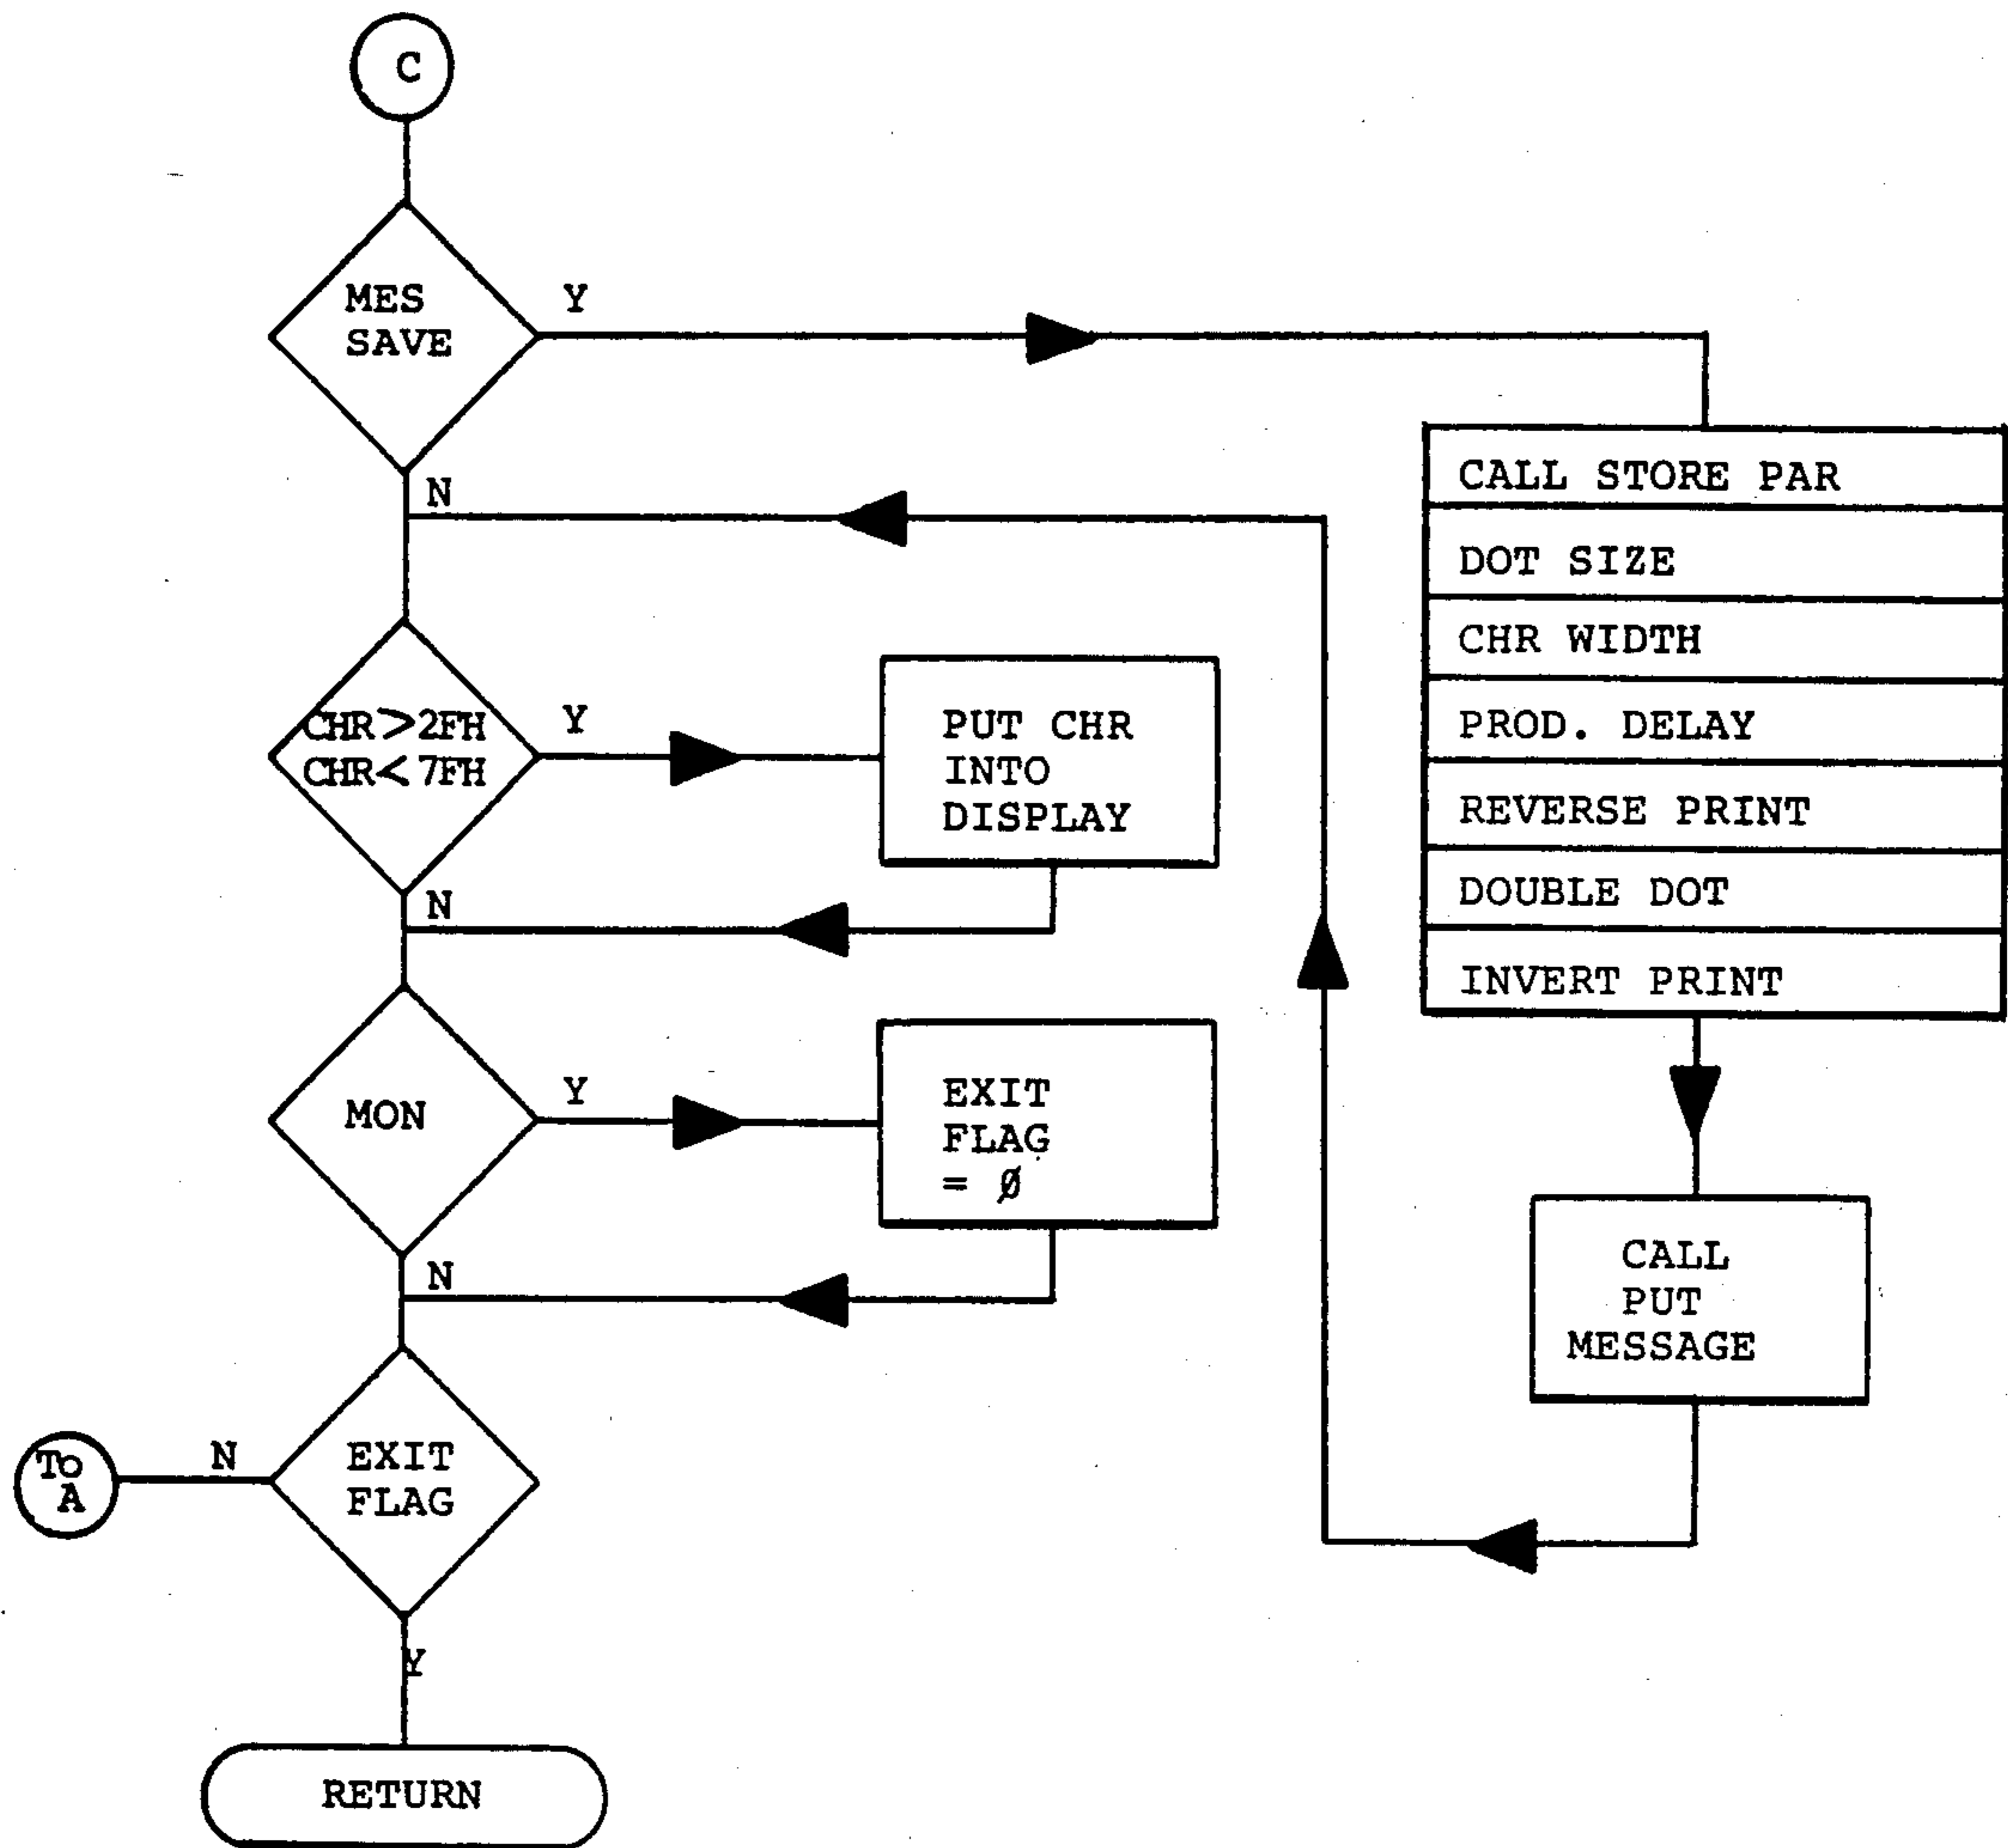 C
MES
SAVE
Y
N
CALL STORE PAR
DOT SIZE
CHR WIDTH
PROD. DELAY
REVERSE PRINT
DOUBLE DOT
INVERT PRINT
CALL
PUT
MESSAGE
CHR>2FH
CHR<7FH
Y
N
PUT CHR
INTO
DISPLAY
MON
Y
N
EXIT
FLAG
= Ø
EXIT
FLAG
N
TO
A
Y
RETURN